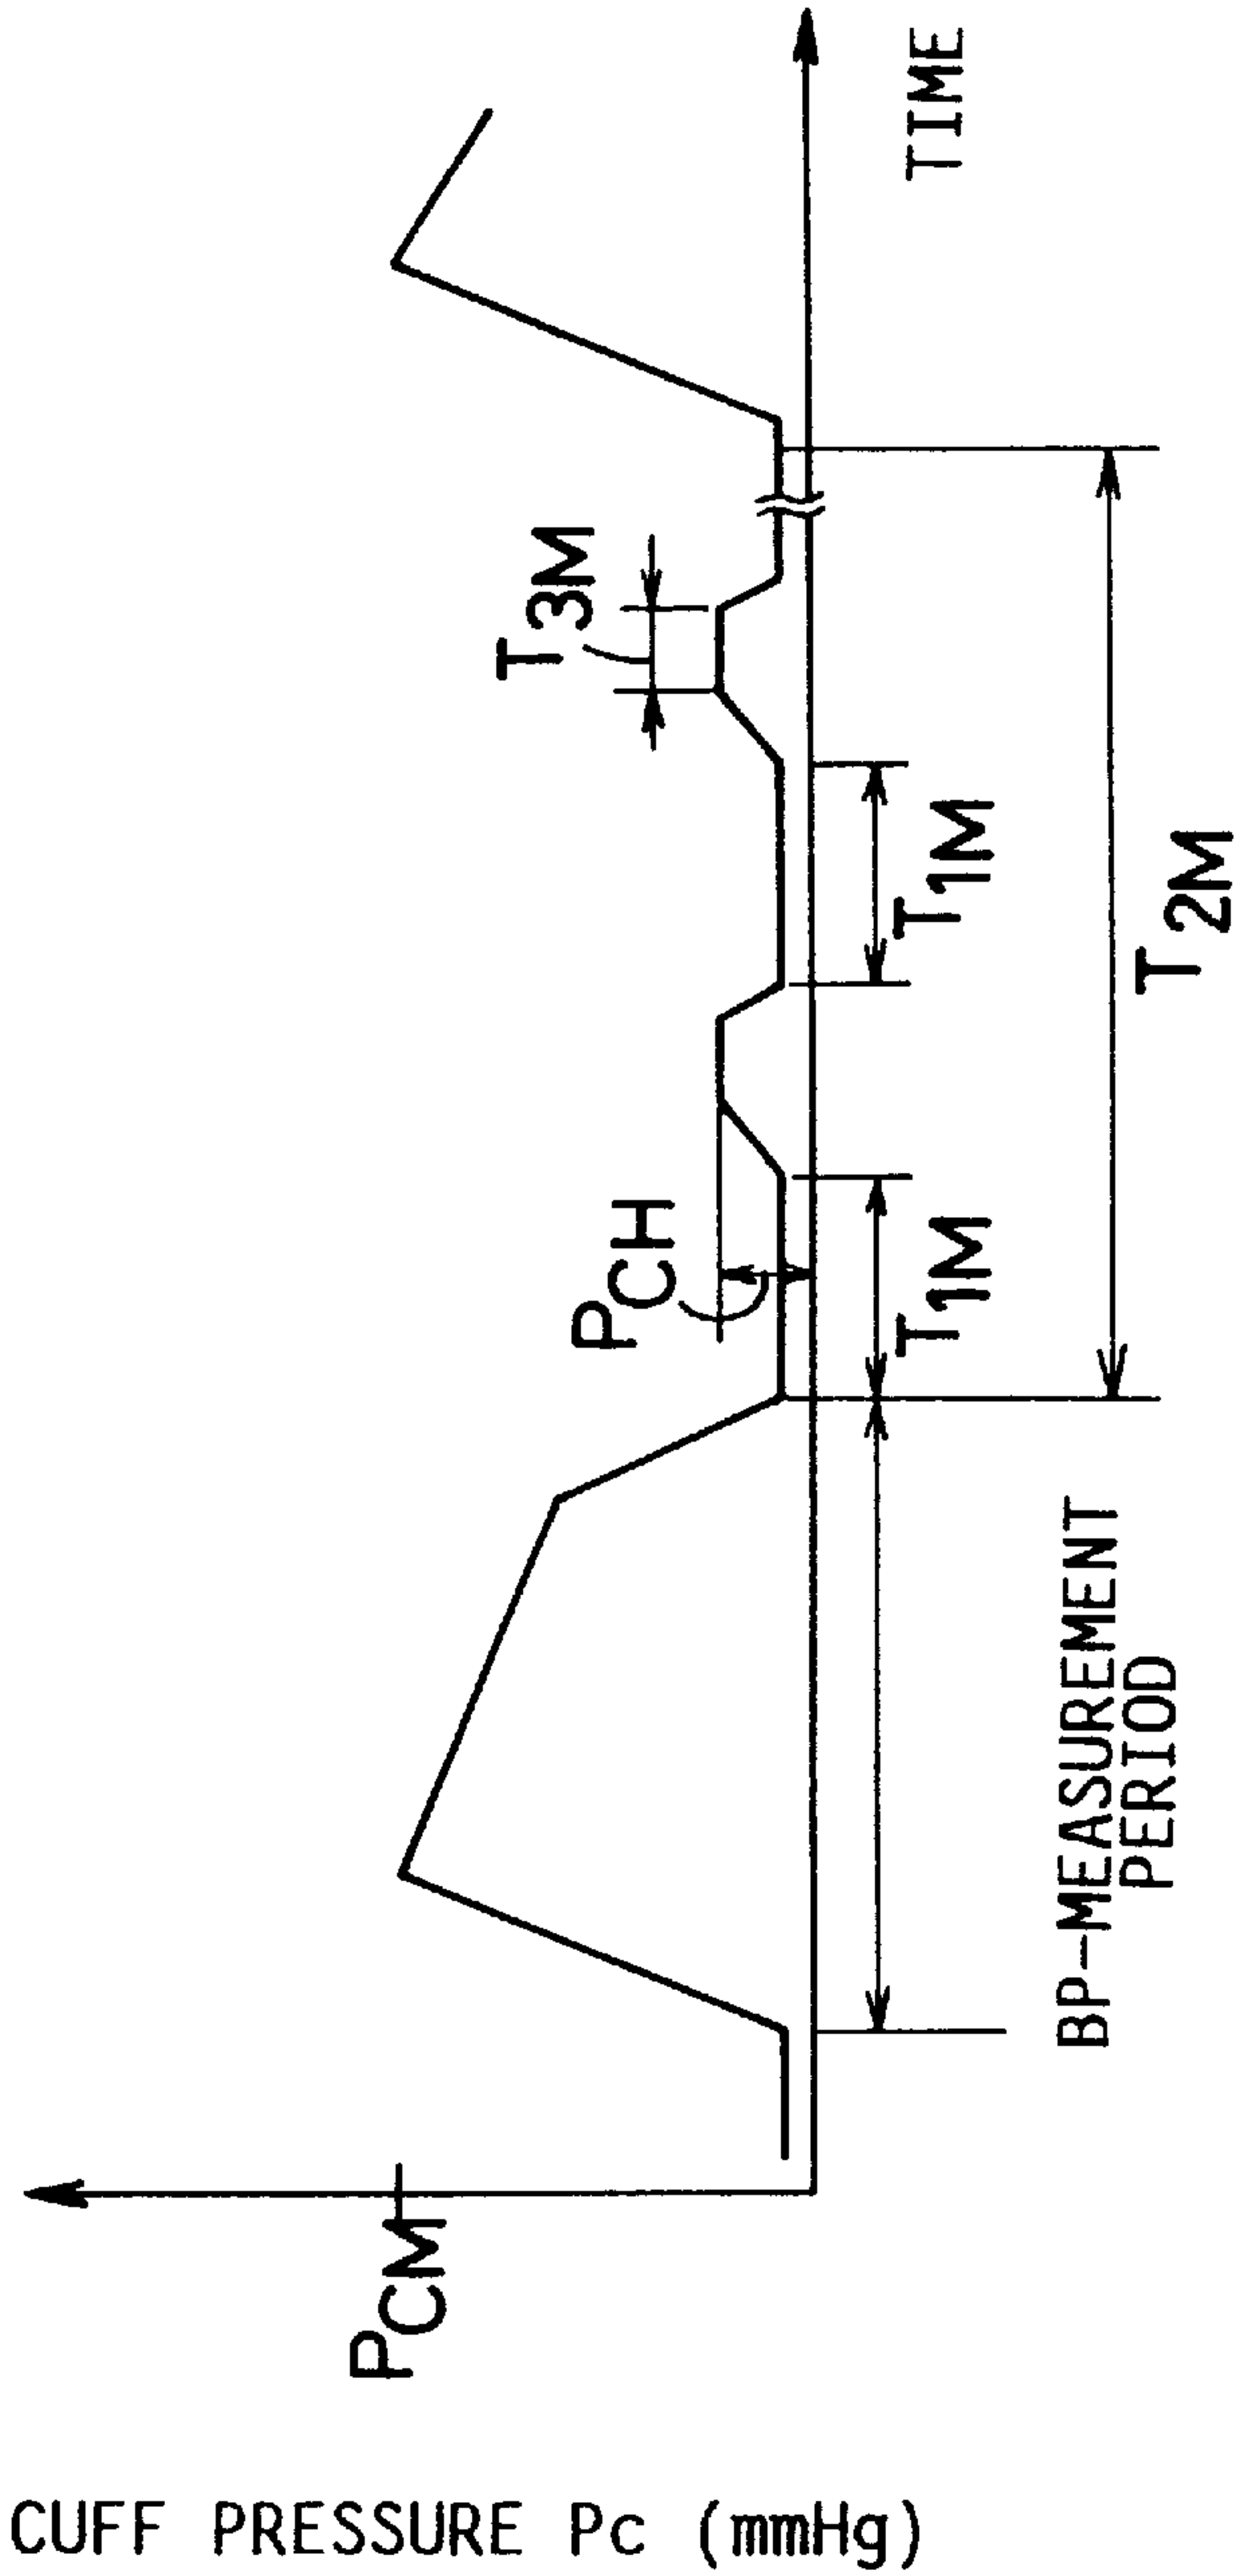 CUFF PRESSURE Pc (mmHg)
PCM
PCH
T3M
T1M
T1M
T2M
BP-MEASUREMENT
PERIOD
TIME